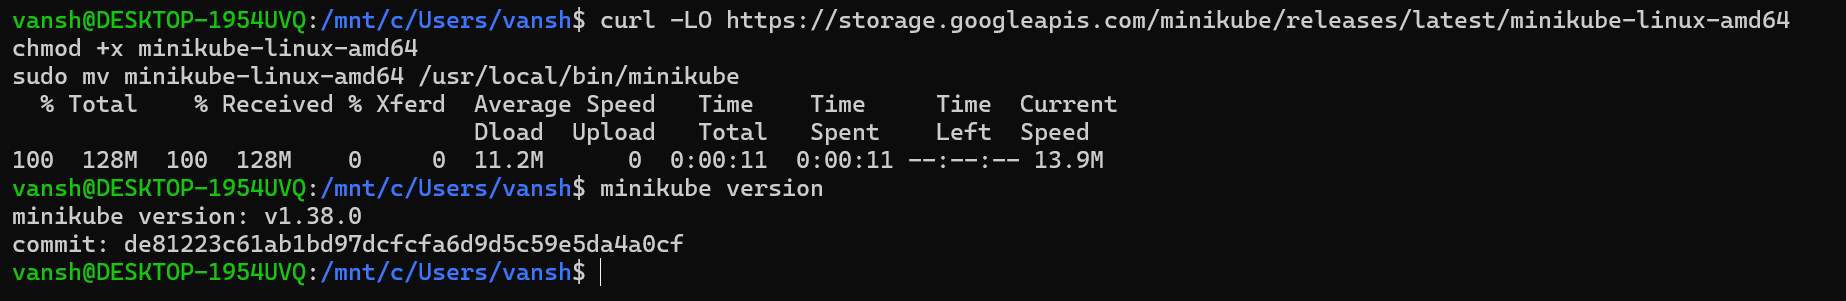 vansh@DESKTOP-1954UVQ:/mnt/c/Users/vansh$ curl -LO https://storage.googleapis.com/minikube/releases/latest/minikube-linux-amd64
chmod +x minikube-linux-amd64
sudo mv minikube-linux-amd64 /usr/local/bin/minikube
  % Total    % Received % Xferd  Average Speed   Time    Time     Time  Current
                                 Dload  Upload   Total   Spent    Left  Speed
100  128M  100  128M    0     0  11.2M      0  0:00:11  0:00:11 --:--:-- 13.9M
vansh@DESKTOP-1954UVQ:/mnt/c/Users/vansh$ minikube version
minikube version: v1.38.0
commit: de81223c61ab1bd97dcfcfa6d9d5c59e5da4a0cf
vansh@DESKTOP-1954UVQ:/mnt/c/Users/vansh$